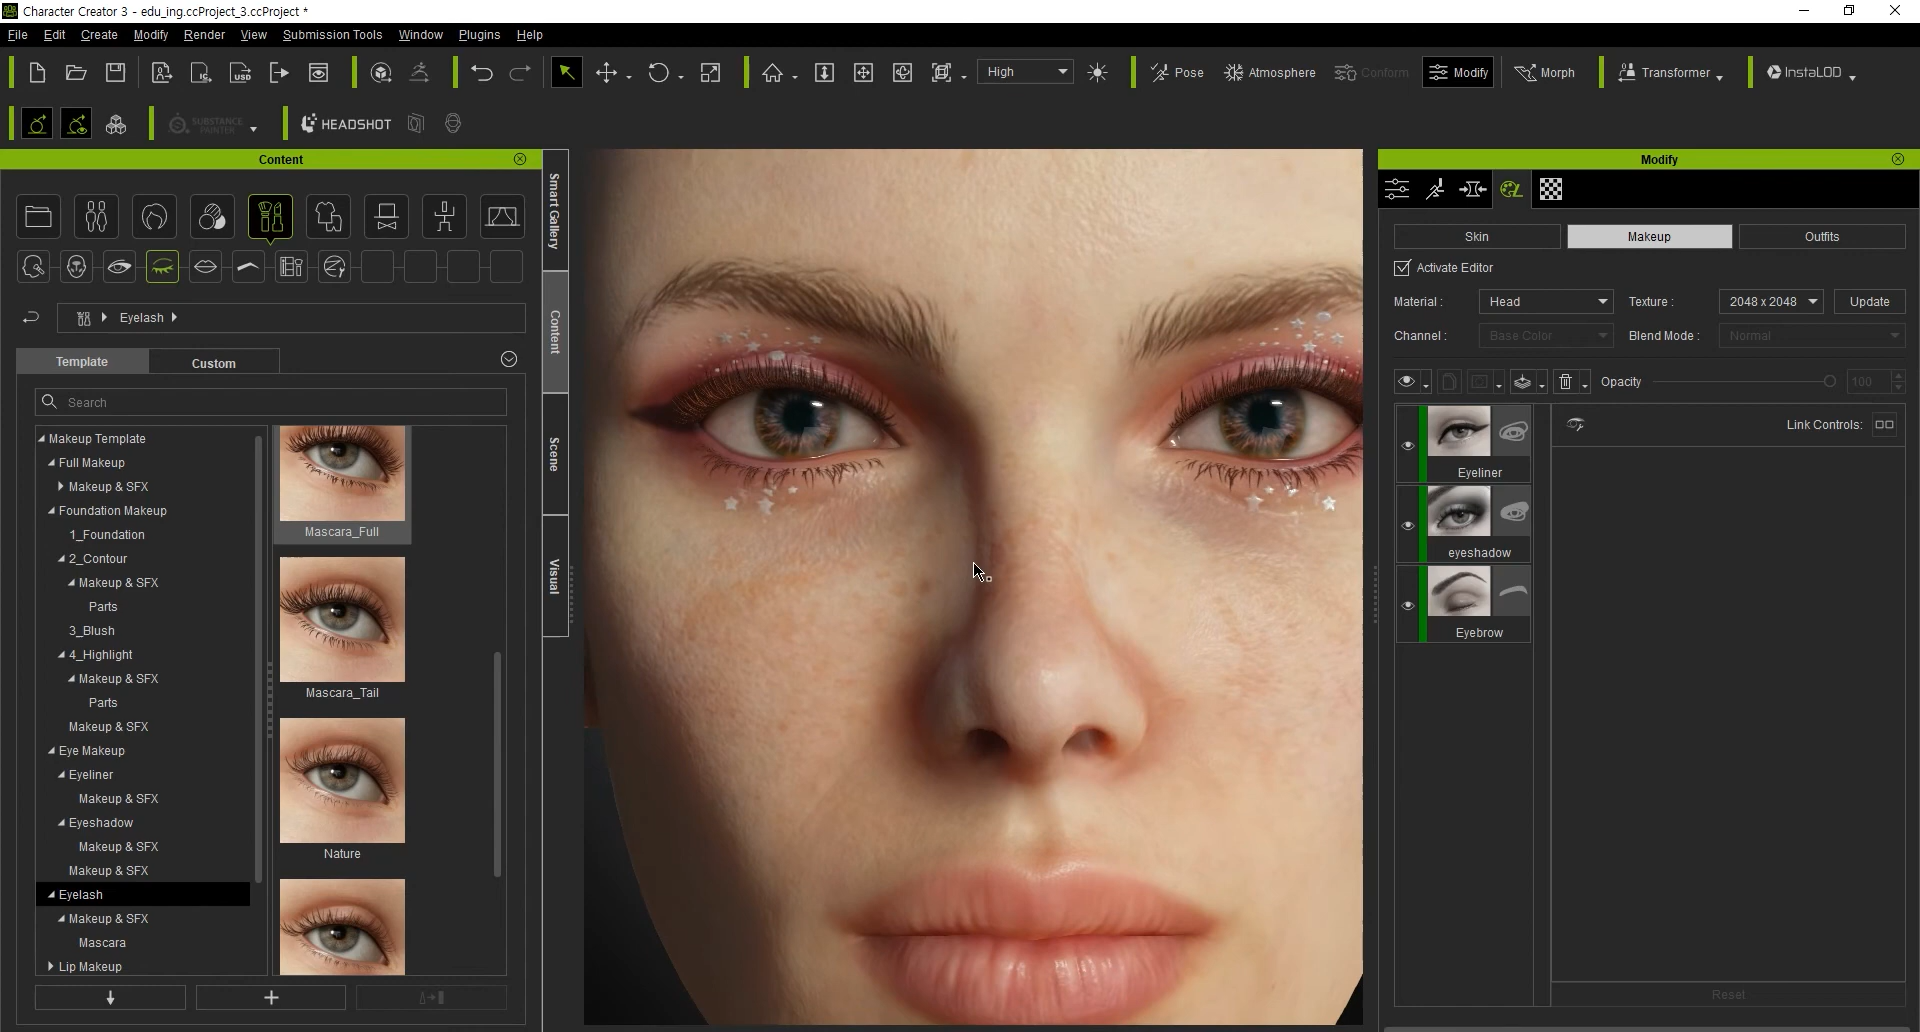 Character Creator 3 - edu_ing.ccProject_3.ccProject *
File Edit Create Modify Render View Submission Tools Window Plugins Help
High Pose Atmosphere Conform Modify Morph Transformer InstaLOD
SUBSTANCE PAINTER HEADSHOT
Content
Smart Gallery
Content
Scene
Visual
Eyelash
Template Custom
Search
Makeup Template
Full Makeup
Makeup & SFX
Foundation Makeup
1_Foundation
2_Contour
Makeup & SFX
Parts
3_Blush
4_Highlight
Makeup & SFX
Parts
Makeup & SFX
Eye Makeup
Eyeliner
Makeup & SFX
Eyeshadow
Makeup & SFX
Makeup & SFX
Eyelash
Makeup & SFX
Mascara
Lip Makeup
Mascara_Full
Mascara_Tail
Nature
Modify
Skin Makeup Outfits
Activate Editor
Material : Head Texture : 2048 x 2048 Update
Channel : Base Color Blend Mode : Normal
Opacity 100
Link Controls:
Eyeliner
eyeshadow
Eyebrow
Reset